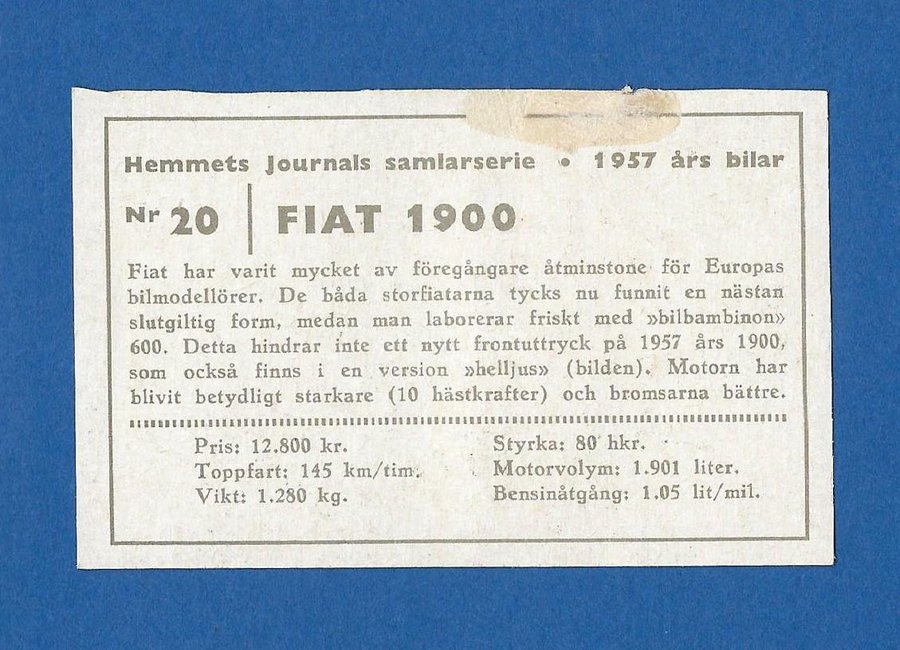 Hemmets Journals samlarserie • 1957 års bilar
Nr 20 | FIAT 1900
Fiat har varit mycket av föregångare åtminstone för Europas
bilmodellörer. De båda storfiatarna tycks nu funnit en nästan
slutgiltig form, medan man laborerar friskt med »bilbambinon»
600. Detta hindrar inte ett nytt frontuttryck på 1957 års 1900,
som också finns i en version »helljus» (bilden). Motorn har
blivit betydligt starkare (10 hästkrafter) och bromsarna bättre.
Pris: 12.800 kr.
Toppfart: 145 km/tim.
Vikt: 1.280 kg.
Styrka: 80 hkr.
Motorvolym: 1.901 liter.
Bensinåtgång: 1.05 lit/mil.